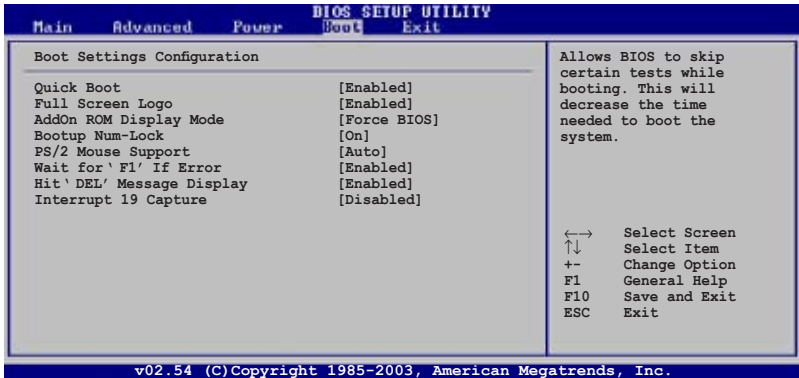 BIOS SETUP UTILITY
Main Advanced Power Boot Exit
Boot Settings Configuration
Quick Boot [Enabled]
Full Screen Logo [Enabled]
AddOn ROM Display Mode [Force BIOS]
Bootup Num-Lock [On]
PS/2 Mouse Support [Auto]
Wait for ‘F1’ If Error [Enabled]
Hit ‘DEL’ Message Display [Enabled]
Interrupt 19 Capture [Disabled]
Allows BIOS to skip
certain tests while
booting. This will
decrease the time
needed to boot the
system.
←→ Select Screen
↑↓ Select Item
+- Change Option
F1 General Help
F10 Save and Exit
ESC Exit
v02.54 (C)Copyright 1985-2003, American Megatrends, Inc.